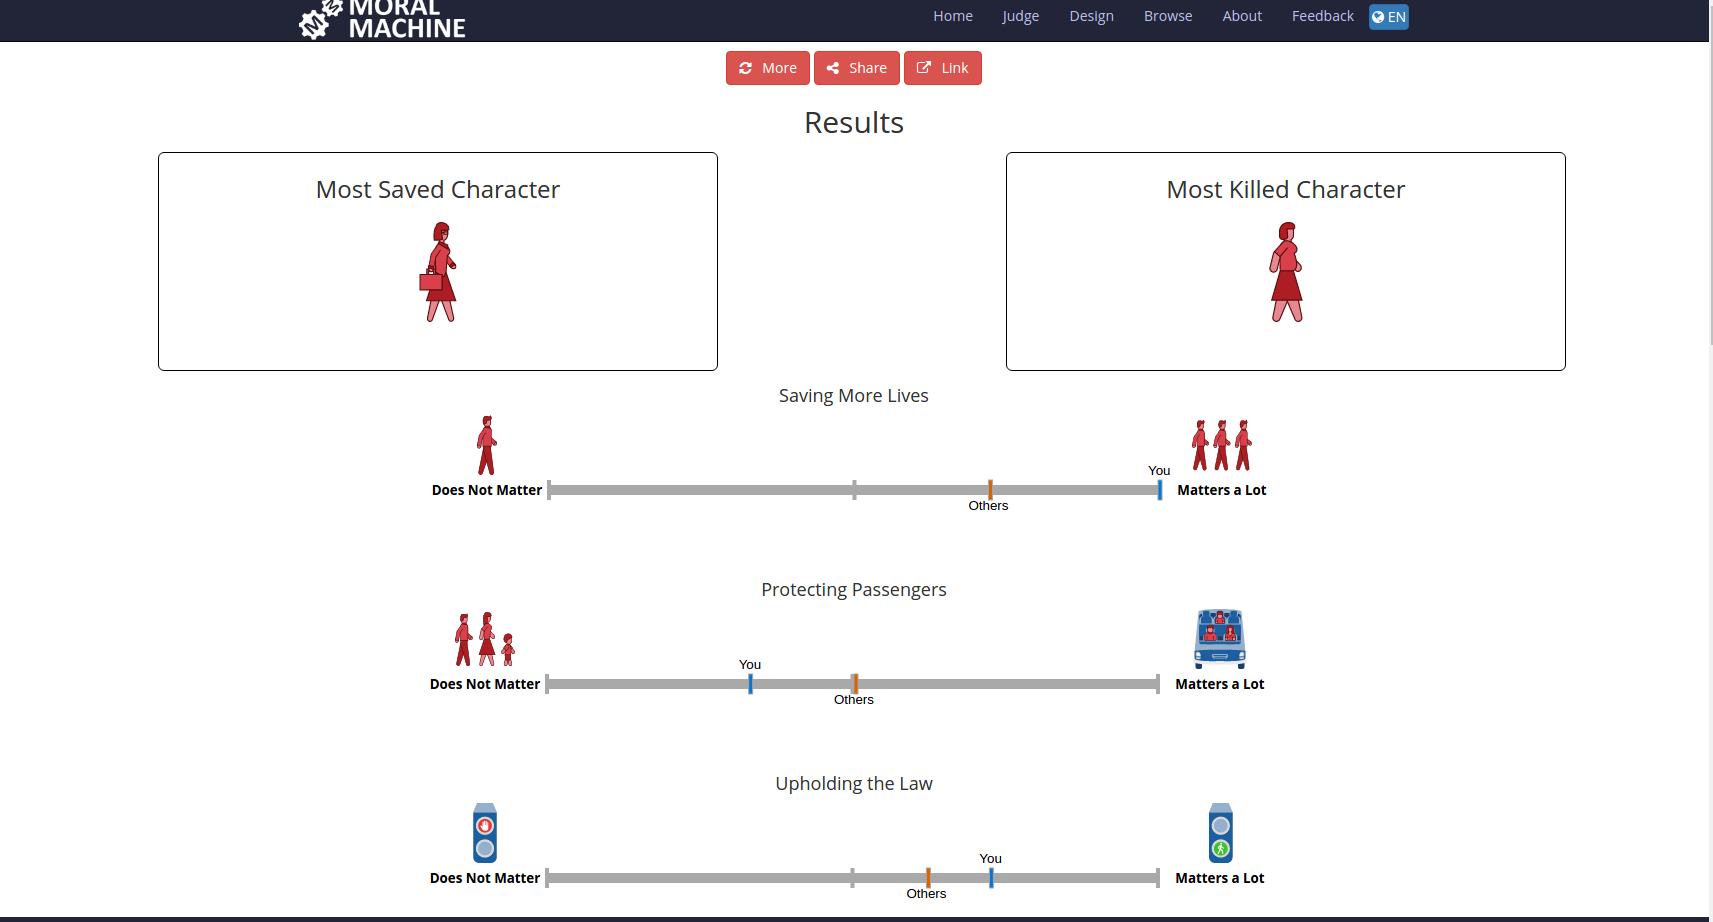 MORAL
MACHINE
Home Judge Design Browse About Feedback EN
More Share Link
Results
Most Saved Character
Most Killed Character
Saving More Lives
You
Does Not Matter
Matters a Lot
Others
Protecting Passengers
You
Does Not Matter
Matters a Lot
Others
Upholding the Law
You
Does Not Matter
Matters a Lot
Others